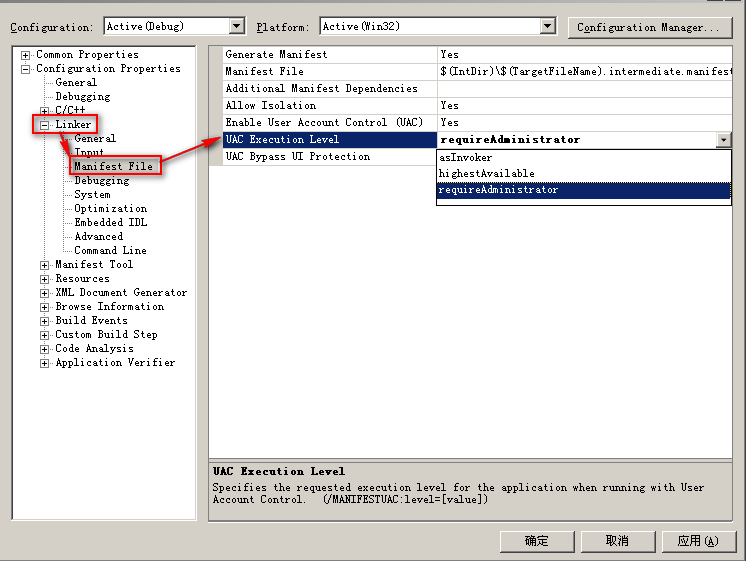 Configuration: Active(Debug) Platform: Active(Win32) Configuration Manager...
Common Properties
Configuration Properties
General
Debugging
C/C++
Linker
General
Input
Manifest File
Debugging
System
Optimization
Embedded IDL
Advanced
Command Line
Manifest Tool
Resources
XML Document Generator
Browse Information
Build Events
Custom Build Step
Code Analysis
Application Verifier
Generate Manifest Yes
Manifest File $(IntDir)\$(TargetFileName).intermediate.manifest
Additional Manifest Dependencies
Allow Isolation Yes
Enable User Account Control (UAC) Yes
UAC Execution Level requireAdministrator
UAC Bypass UI Protection
asInvoker
highestAvailable
requireAdministrator
UAC Execution Level
Specifies the requested execution level for the application when running with User
Account Control. (/MANIFESTUAC:level=[value])
确定 取消 应用(A)